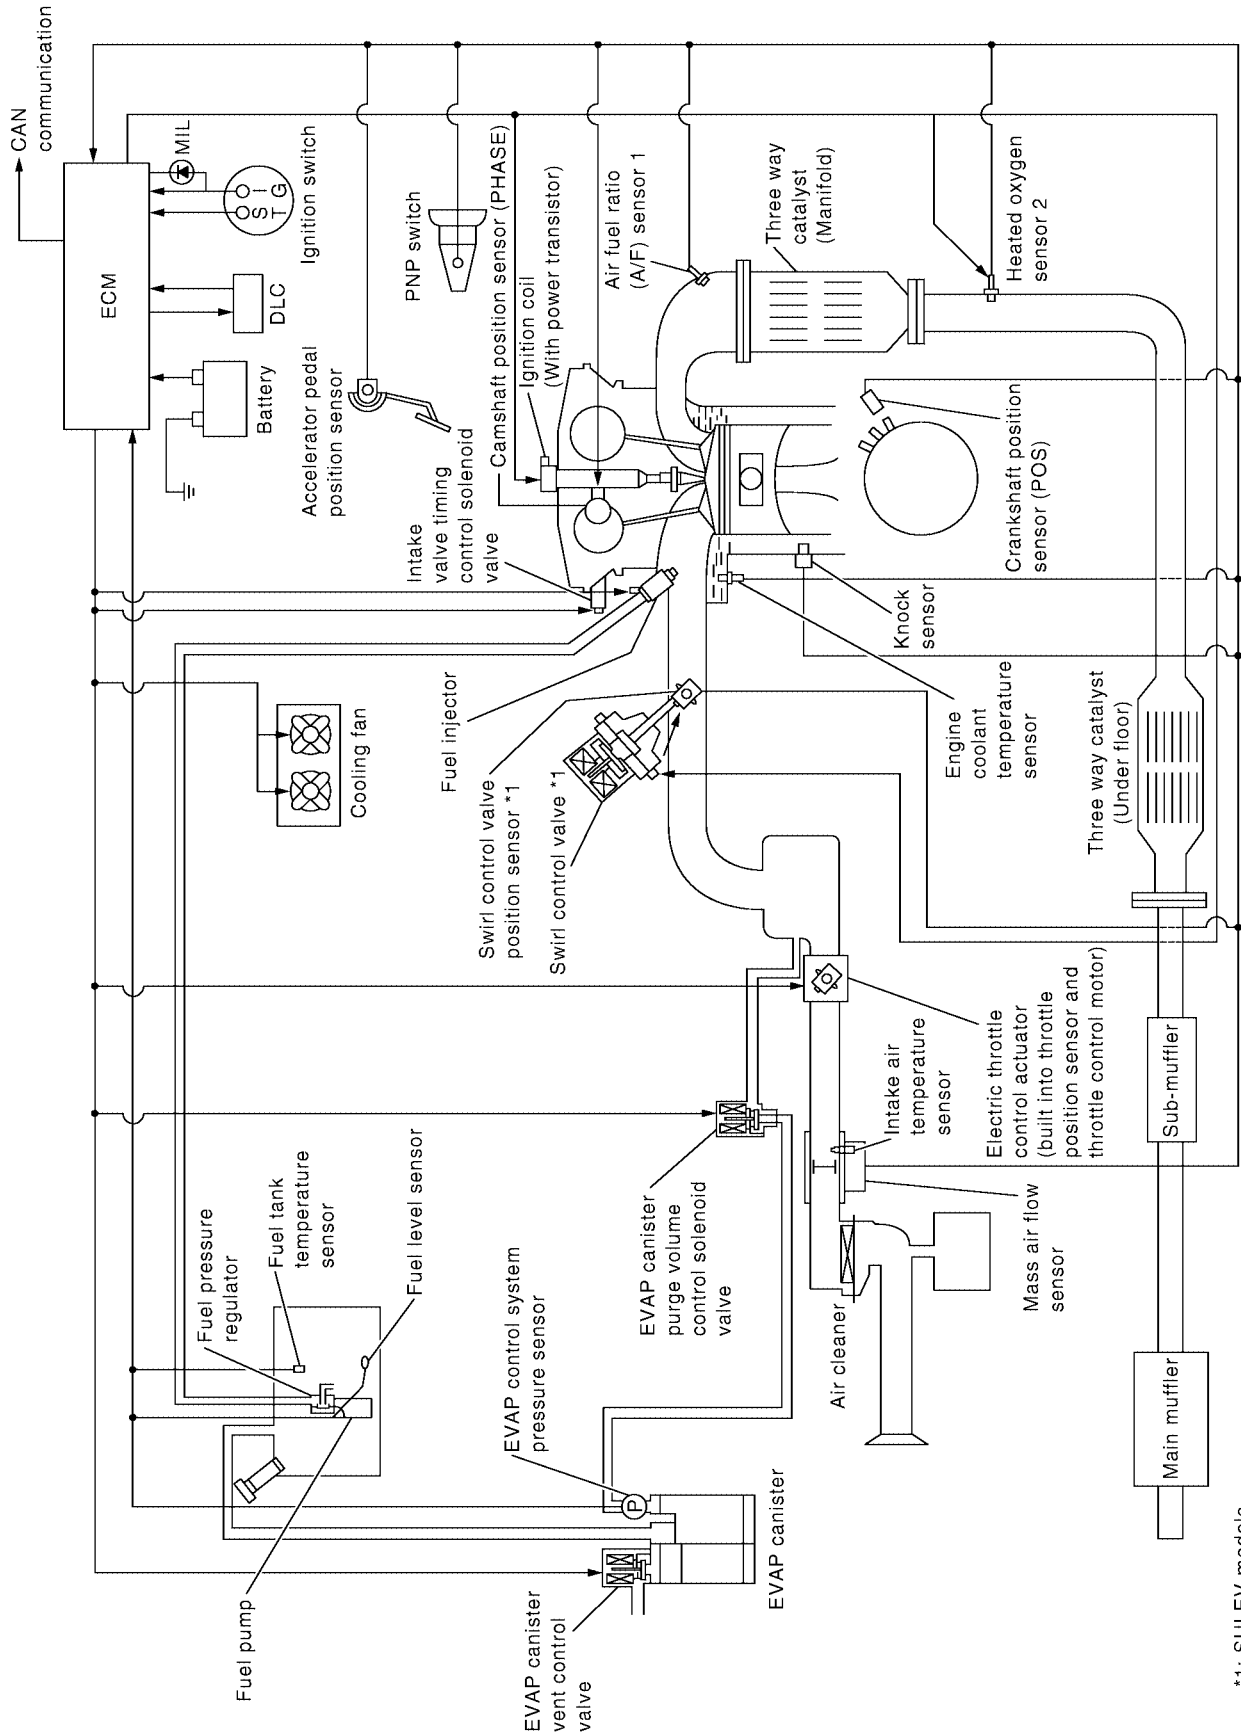 CAN
communication
ECM
MIL
S T
I G
Ignition switch
DLC
Battery
Accelerator pedal
position sensor
PNP switch
Camshaft position sensor (PHASE)
Ignition coil
(With power transistor)
Air fuel ratio
(A/F) sensor 1
Three way
catalyst
(Manifold)
Heated oxygen
sensor 2
Intake
valve timing
control solenoid
valve
Crankshaft position
sensor (POS)
Knock
sensor
Engine
coolant
temperature
sensor
Cooling fan
Fuel injector
Swirl control valve
position sensor *1
Swirl control valve *1
Three way catalyst
(Under floor)
Electric throttle
control actuator
(built into throttle
position sensor and
throttle control motor)
Intake air
temperature
sensor
Mass air flow
sensor
Sub-muffler
Main muffler
Air cleaner
EVAP canister
purge volume
control solenoid
valve
Fuel level sensor
Fuel tank
temperature
sensor
Fuel pressure
regulator
EVAP control system
pressure sensor
P
Fuel pump
EVAP canister
EVAP canister
vent control
valve
*1: SULEV models